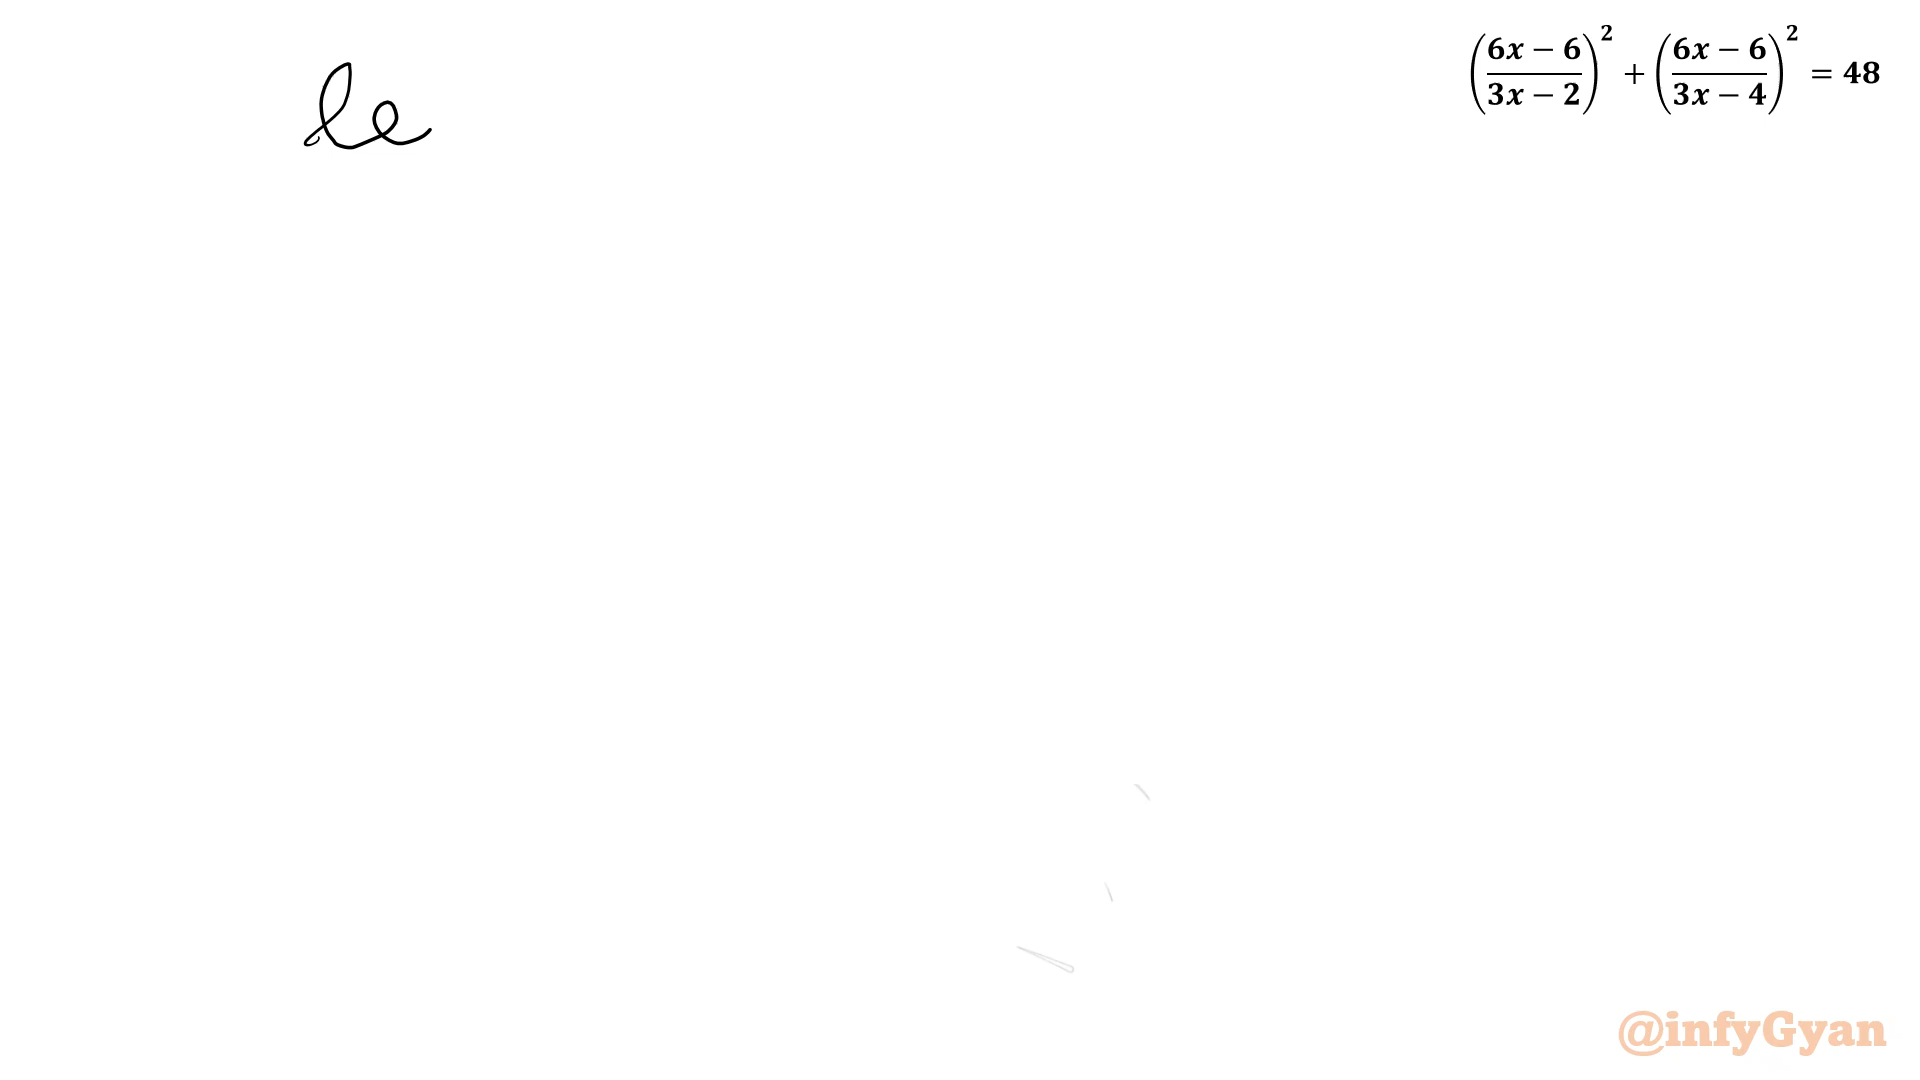 le
(6x − 6 / 3x − 2)² + (6x − 6 / 3x − 4)² = 48
@infyGyan